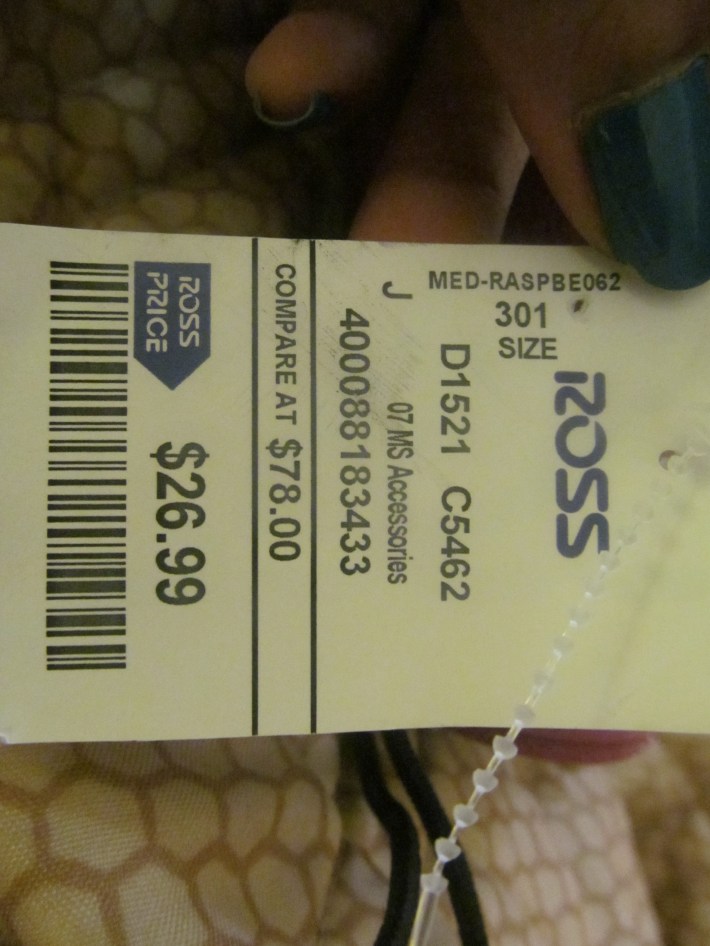 ROSS
MED-RASPBE062
301
SIZE
D1521 C5462
07 MS Accessories
J
400088183433
COMPARE AT $78.00
ROSS
PRICE
$26.99